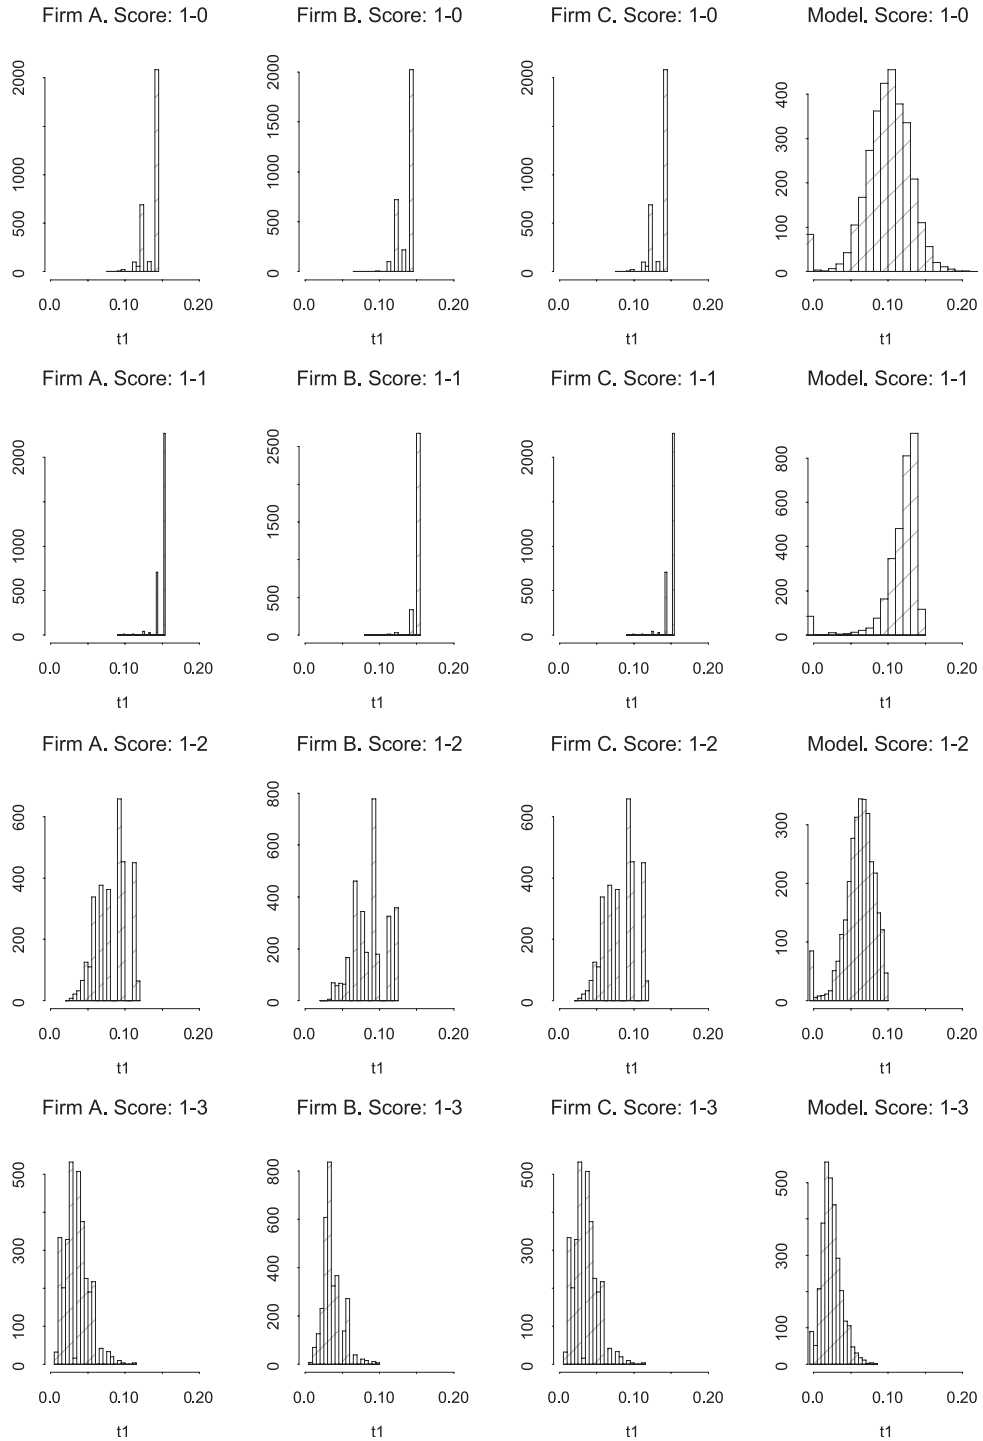 Firm A. Score: 1-0
Firm B. Score: 1-0
Firm C. Score: 1-0
Model. Score: 1-0
0 500 1000 2000
0 500 1000 1500 2000
0 500 1000 2000
0 100 200 300 400
0.0 0.10 0.20
0.0 0.10 0.20
0.0 0.10 0.20
0.0 0.10 0.20
t1
t1
t1
t1
Firm A. Score: 1-1
Firm B. Score: 1-1
Firm C. Score: 1-1
Model. Score: 1-1
0 500 1000 2000
0 500 1500 2500
0 500 1000 2000
0 200 400 600 800
0.0 0.10 0.20
0.0 0.10 0.20
0.0 0.10 0.20
0.0 0.10 0.20
t1
t1
t1
t1
Firm A. Score: 1-2
Firm B. Score: 1-2
Firm C. Score: 1-2
Model. Score: 1-2
0 200 400 600
0 200 400 600 800
0 200 400 600
0 100 200 300
0.0 0.10 0.20
0.0 0.10 0.20
0.0 0.10 0.20
0.0 0.10 0.20
t1
t1
t1
t1
Firm A. Score: 1-3
Firm B. Score: 1-3
Firm C. Score: 1-3
Model. Score: 1-3
0 100 300 500
0 200 400 600 800
0 100 300 500
0 100 300 500
0.0 0.10 0.20
0.0 0.10 0.20
0.0 0.10 0.20
0.0 0.10 0.20
t1
t1
t1
t1